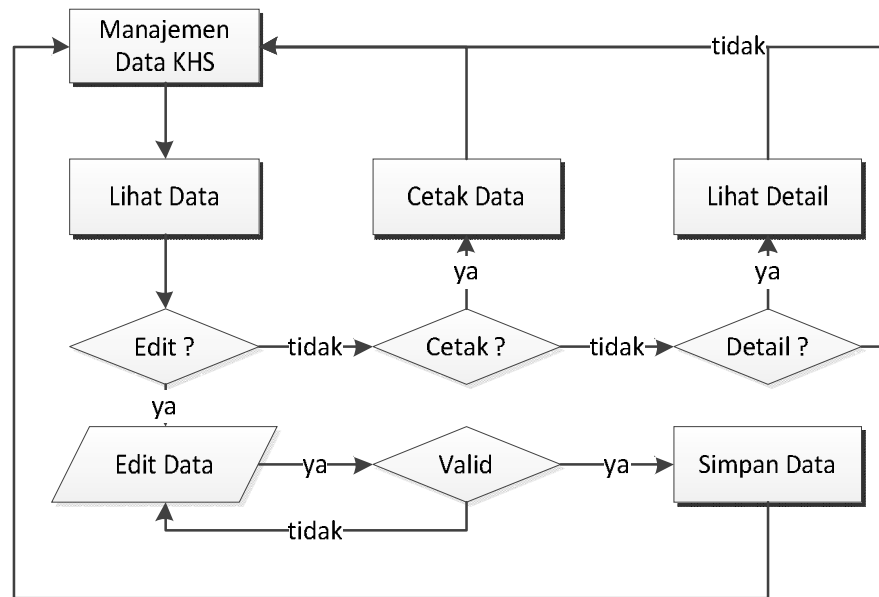 Manajemen
Data KHS
tidak
Lihat Data
Cetak Data
Lihat Detail
ya
ya
Edit ?
tidak
Cetak ?
tidak
Detail ?
ya
Edit Data
ya
Valid
ya
Simpan Data
tidak